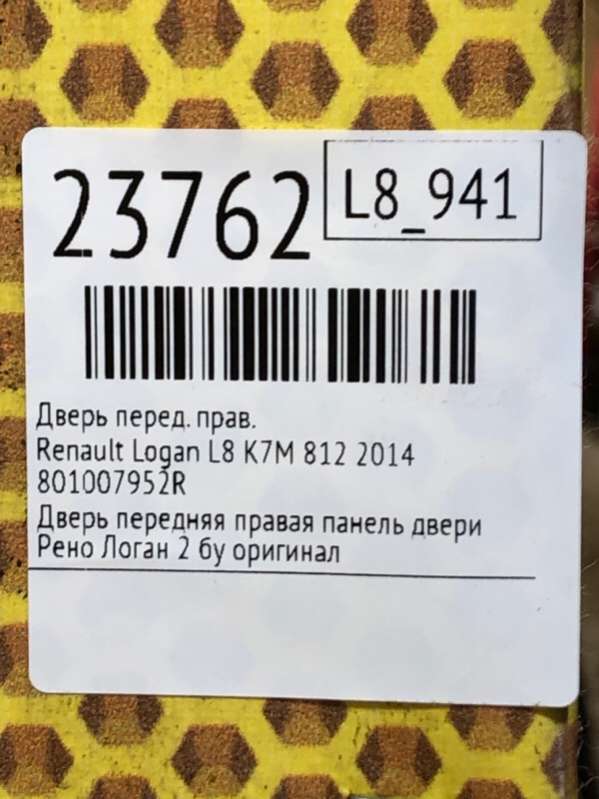 23762
L8_941
Дверь перед. прав.
Renault Logan L8 K7M 812 2014
801007952R
Дверь передняя правая панель двери
Рено Логан 2 бу оригинал